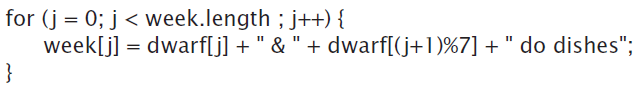 for (j = 0; j < week.length ; j++) {
week[j] = dwarf[j] + " & " + dwarf[(j+1)%7] + " do dishes";
}